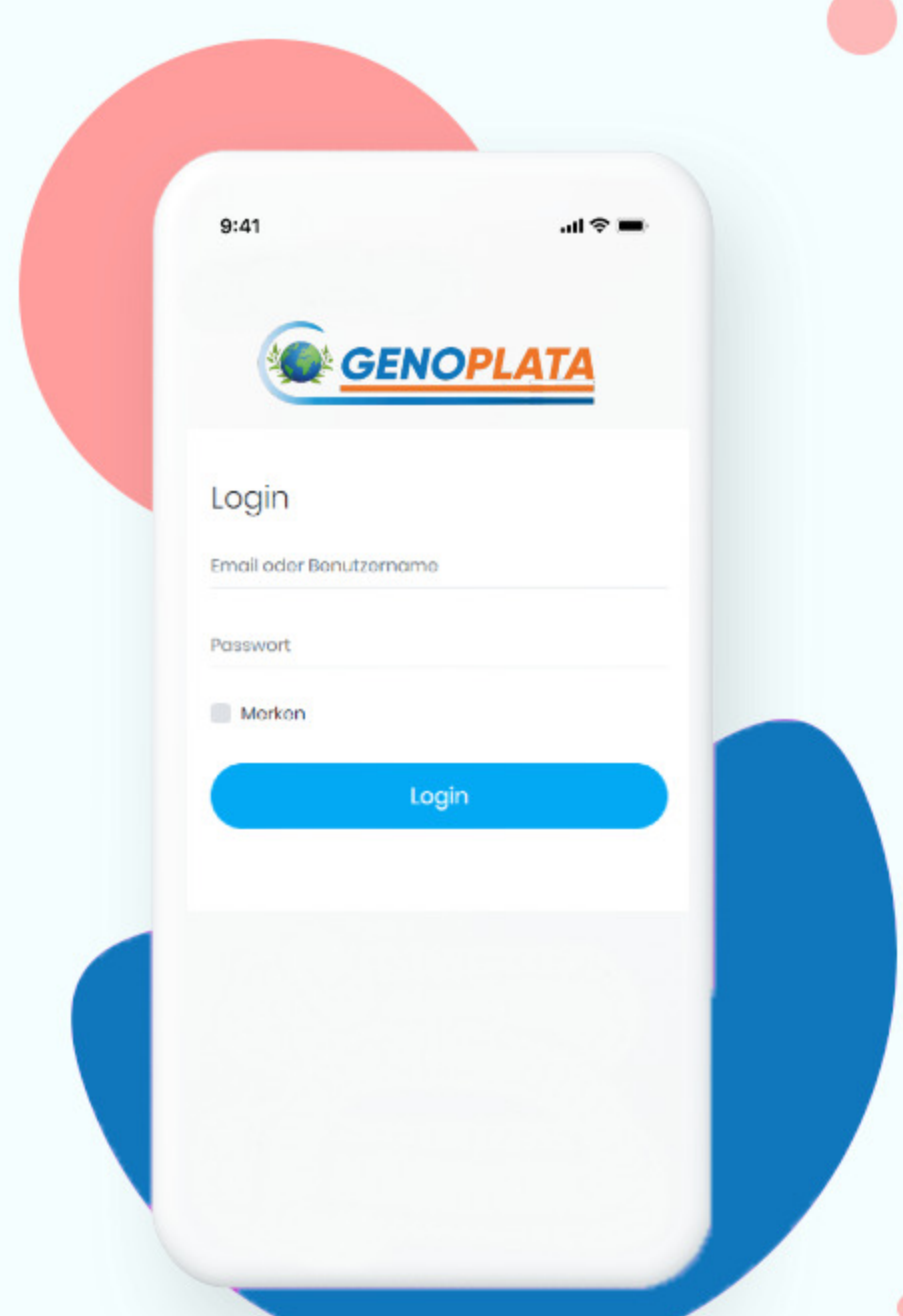 9:41
GENOPLATA
Login
Email oder Benutzername
Passwort
Merken
Login